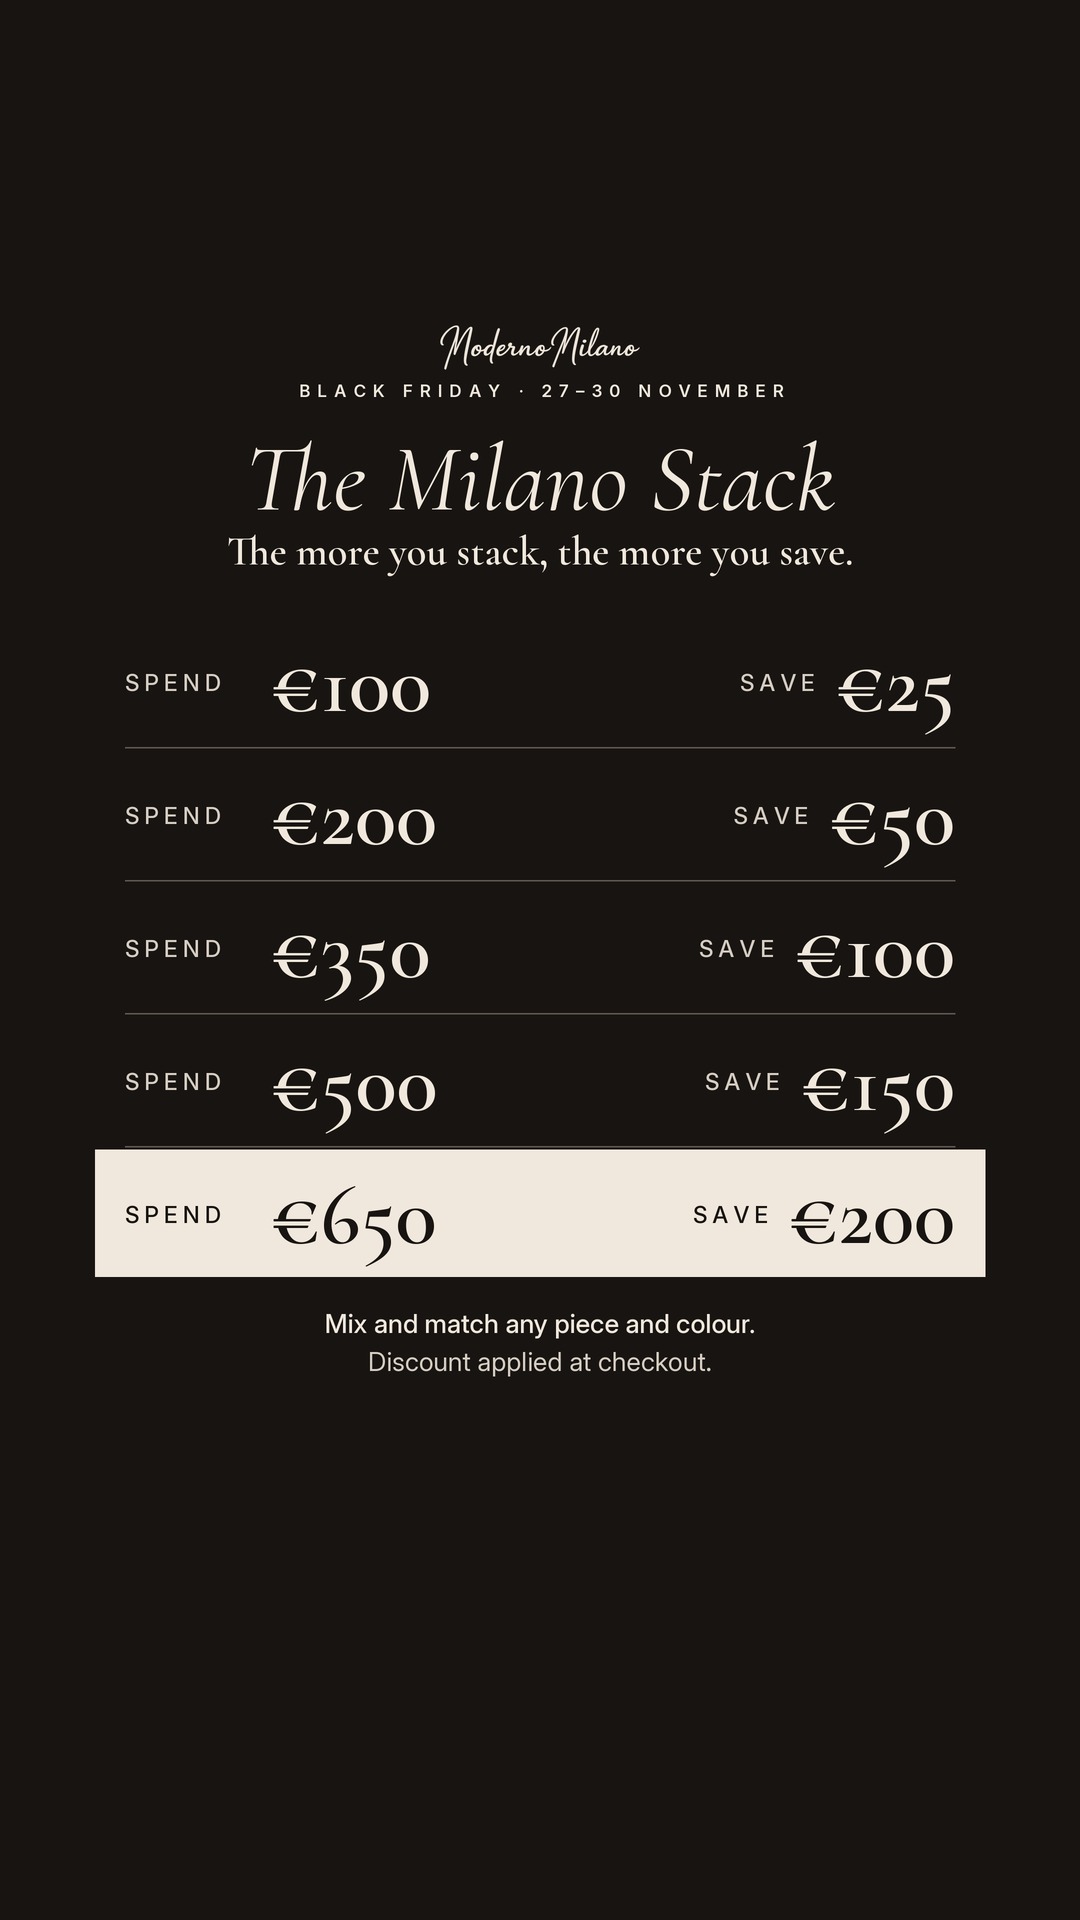 Moderno Milano
BLACK FRIDAY · 27–30 NOVEMBER
The Milano Stack
The more you stack, the more you save.
SPEND €100 SAVE €25
SPEND €200 SAVE €50
SPEND €350 SAVE €100
SPEND €500 SAVE €150
SPEND €650 SAVE €200
Mix and match any piece and colour.
Discount applied at checkout.